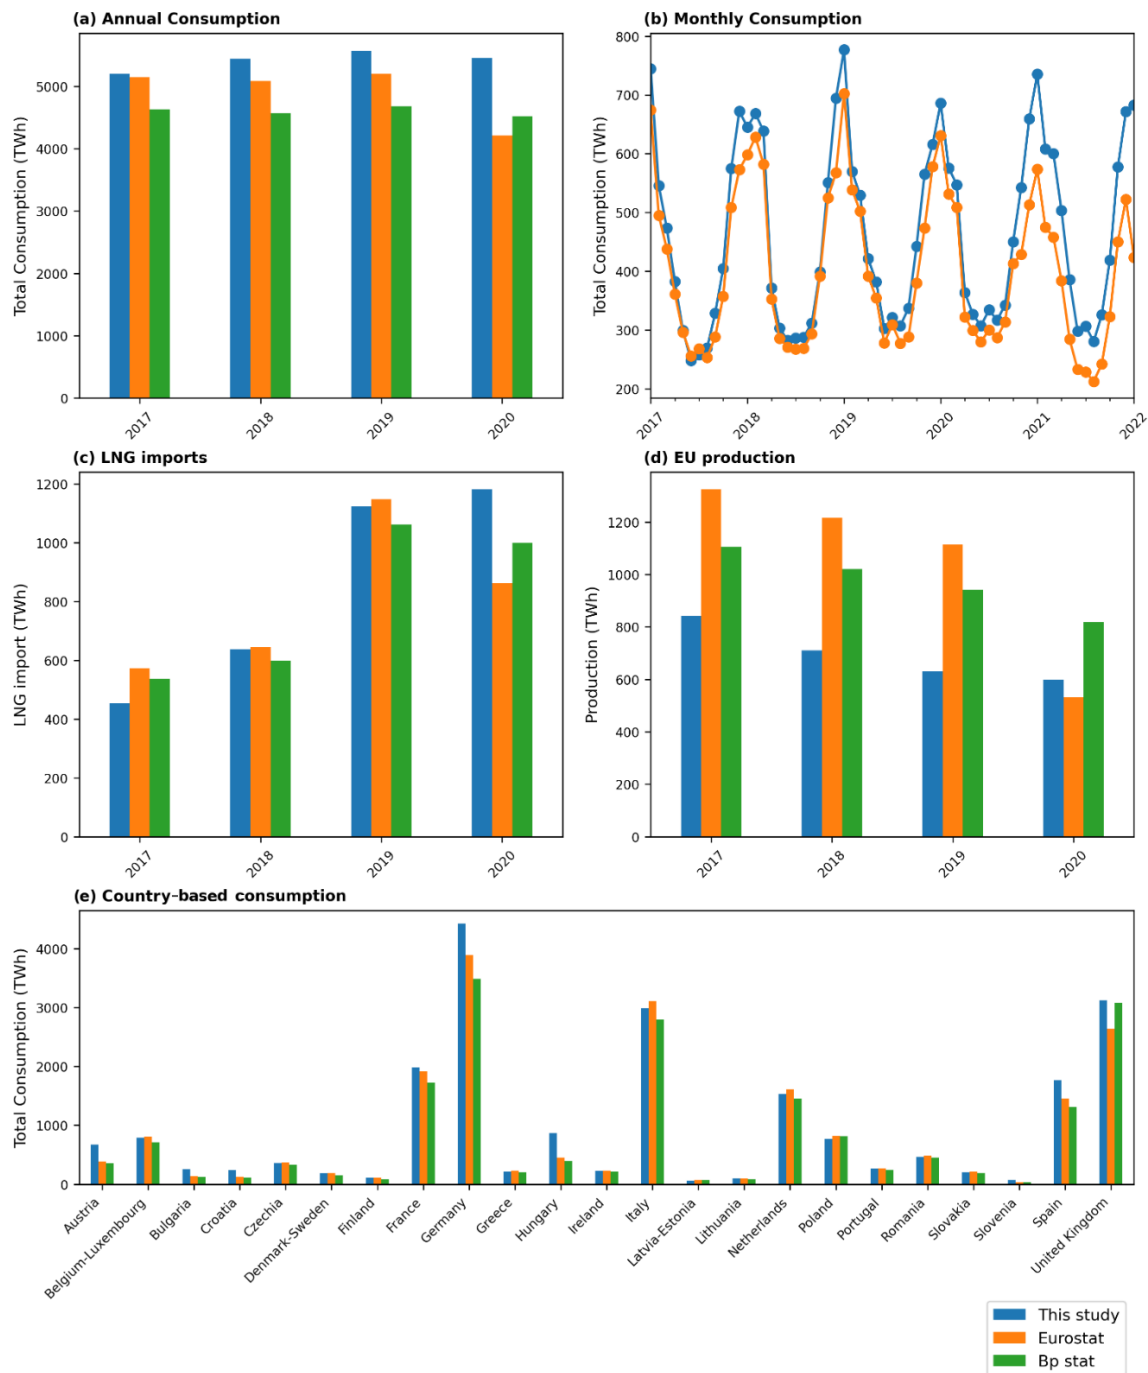 (a) Annual Consumption
Total Consumption (TWh)
5000
4000
3000
2000
1000
0
2017
2018
2019
2020
(b) Monthly Consumption
Total Consumption (TWh)
800
700
600
500
400
300
200
2017
2018
2019
2020
2021
2022
(c) LNG imports
LNG import (TWh)
1200
1000
800
600
400
200
0
2017
2018
2019
2020
(d) EU production
Production (TWh)
1200
1000
800
600
400
200
0
2017
2018
2019
2020
(e) Country-based consumption
Total Consumption (TWh)
4000
3000
2000
1000
0
Austria
Belgium-Luxembourg
Bulgaria
Croatia
Czechia
Denmark-Sweden
Finland
France
Germany
Greece
Hungary
Ireland
Italy
Latvia-Estonia
Lithuania
Netherlands
Poland
Portugal
Romania
Slovakia
Slovenia
Spain
United Kingdom
This study
Eurostat
Bp stat